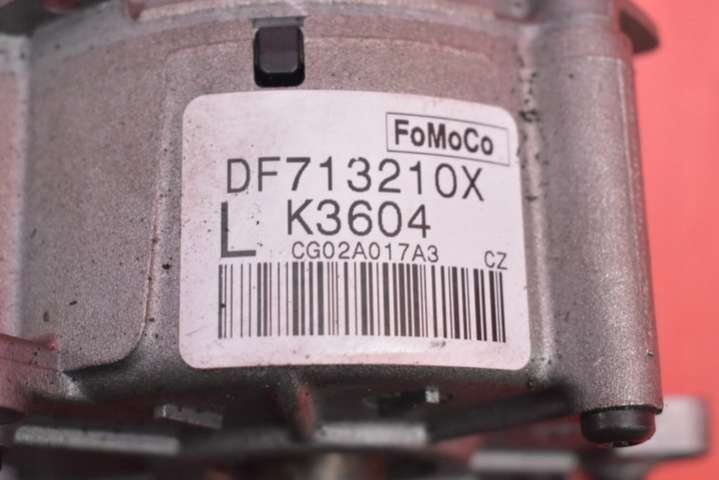 FoMoCo
DF713210X
L K3604
CG02A017A3 CZ